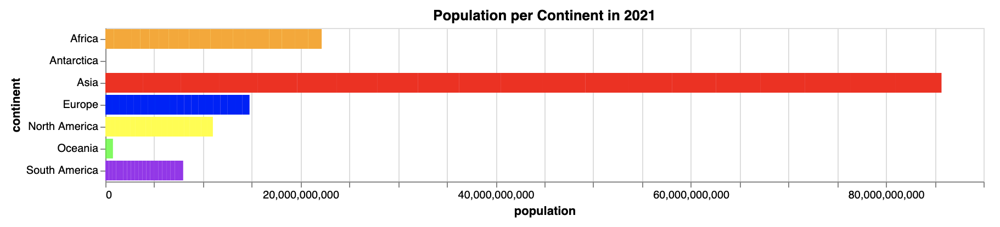 Population per Continent in 2021
continent
Africa
Antarctica
Asia
Europe
North America
Oceania
South America
0 20,000,000,000 40,000,000,000 60,000,000,000 80,000,000,000
population